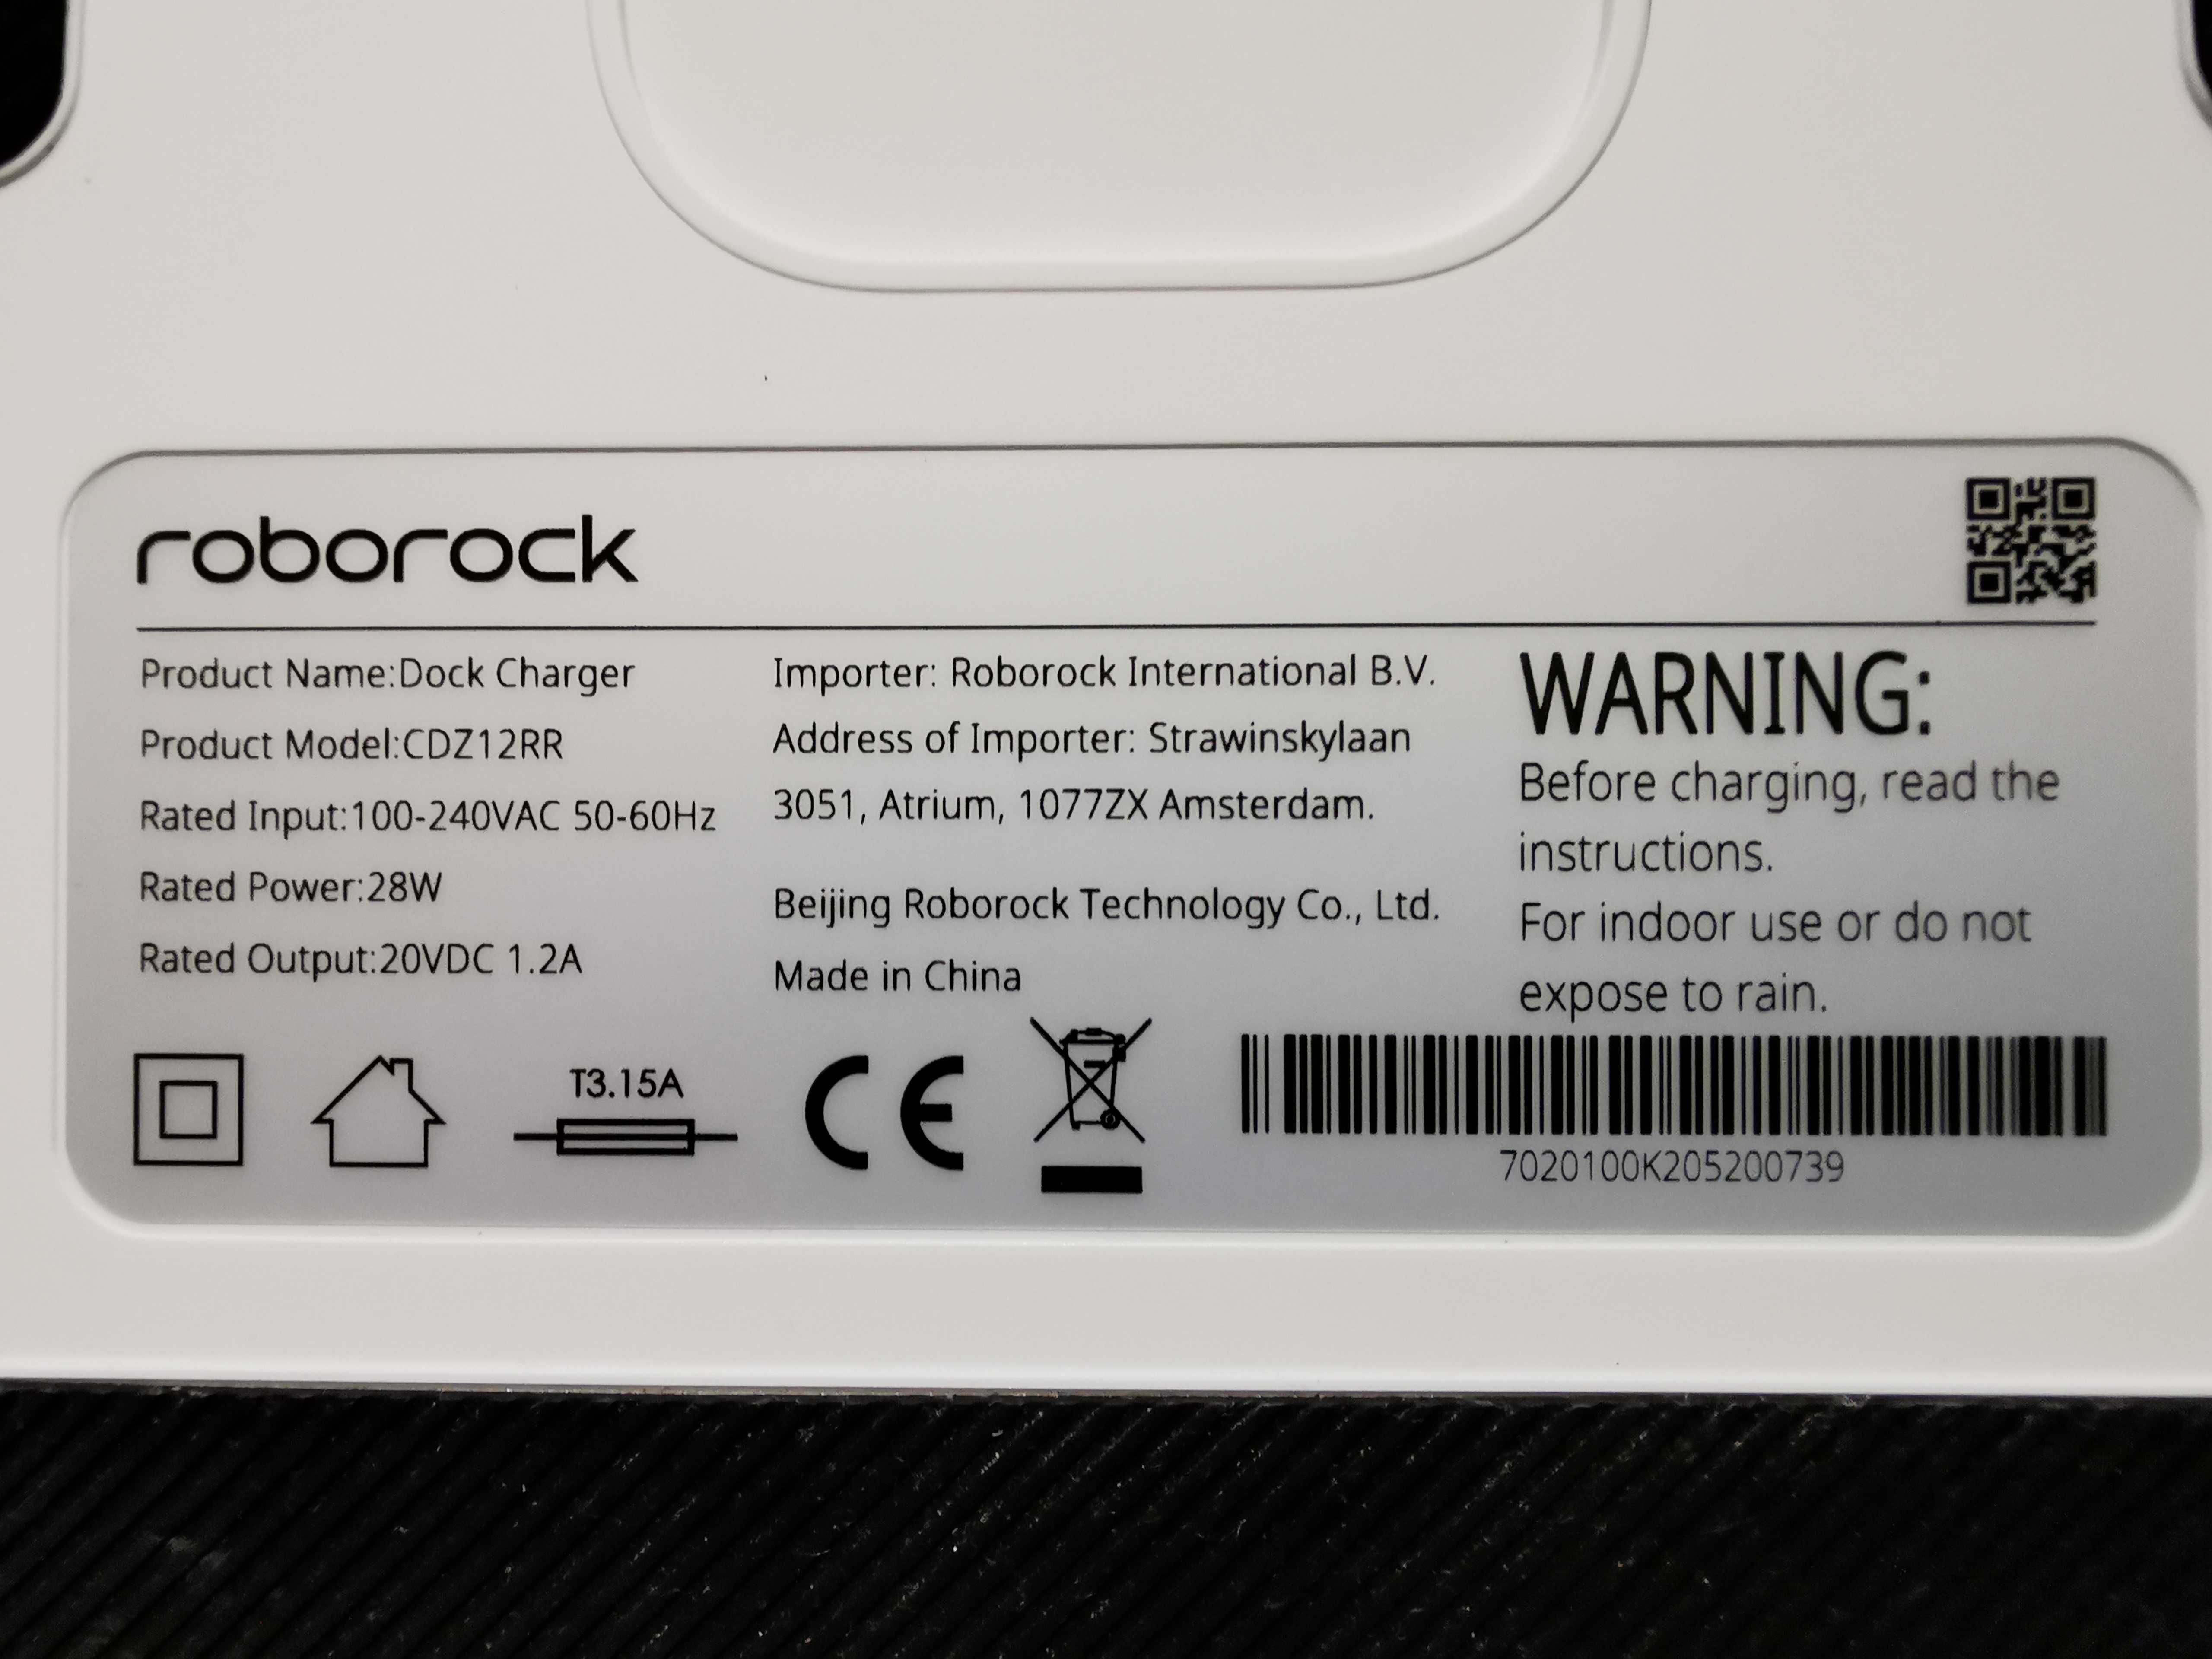 roborock
Product Name:Dock Charger
Product Model:CDZ12RR
Rated Input:100-240VAC 50-60Hz
Rated Power:28W
Rated Output:20VDC 1.2A
Importer: Roborock International B.V.
Address of Importer: Strawinskylaan
3051, Atrium, 1077ZX Amsterdam.
Beijing Roborock Technology Co., Ltd.
Made in China
WARNING:
Before charging, read the
instructions.
For indoor use or do not
expose to rain.
T3.15A
CE
7020100K205200739